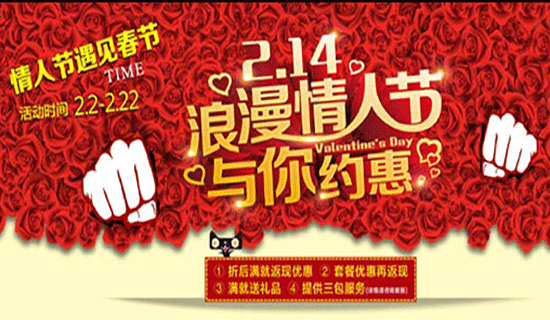 情人节遇见春节
TIME
活动时间 2.2-2.22
2.14
浪漫情人节
Valentine's Day
与你约惠
① 折后满就返现优惠 ② 套餐优惠再返现
③ 满就送礼品 ④ 提供三包服务